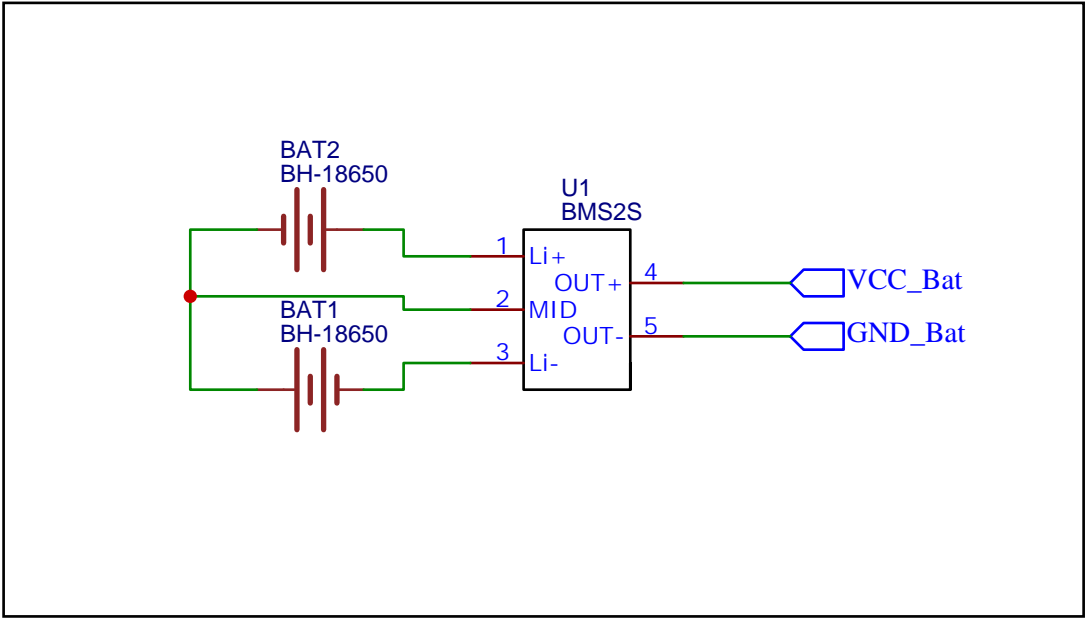 BAT2
BH-18650
U1
BMS2S
1
Li+
OUT+
4
VCC_Bat
2
MID
BAT1
BH-18650
OUT-
5
GND_Bat
3
Li-